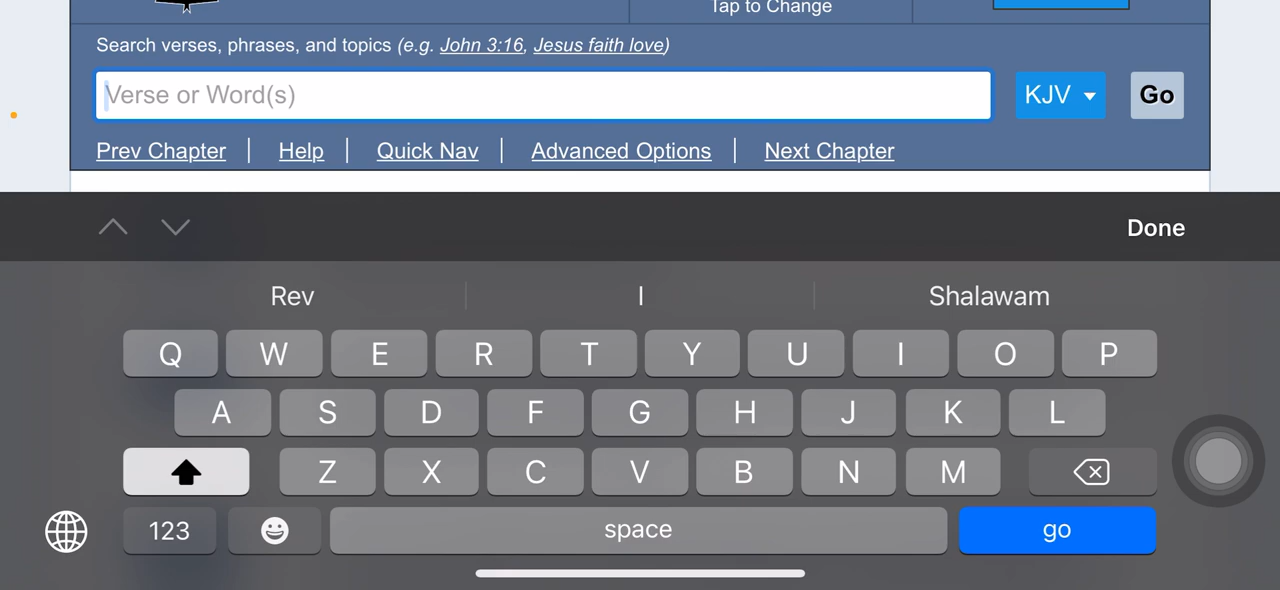 Tap to Change
Search verses, phrases, and topics (e.g. John 3:16, Jesus faith love)
Verse or Word(s)
KJV
Go
Prev Chapter | Help | Quick Nav | Advanced Options | Next Chapter
Done
Rev I Shalawam
Q W E R T Y U I O P
A S D F G H J K L
Z X C V B N M
123 space go